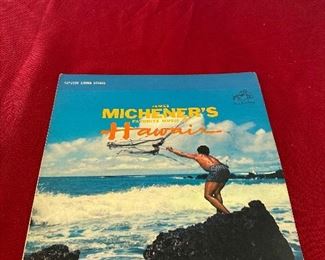 JAMES
MICHENER'S
FAVORITE MUSIC
of Hawaii